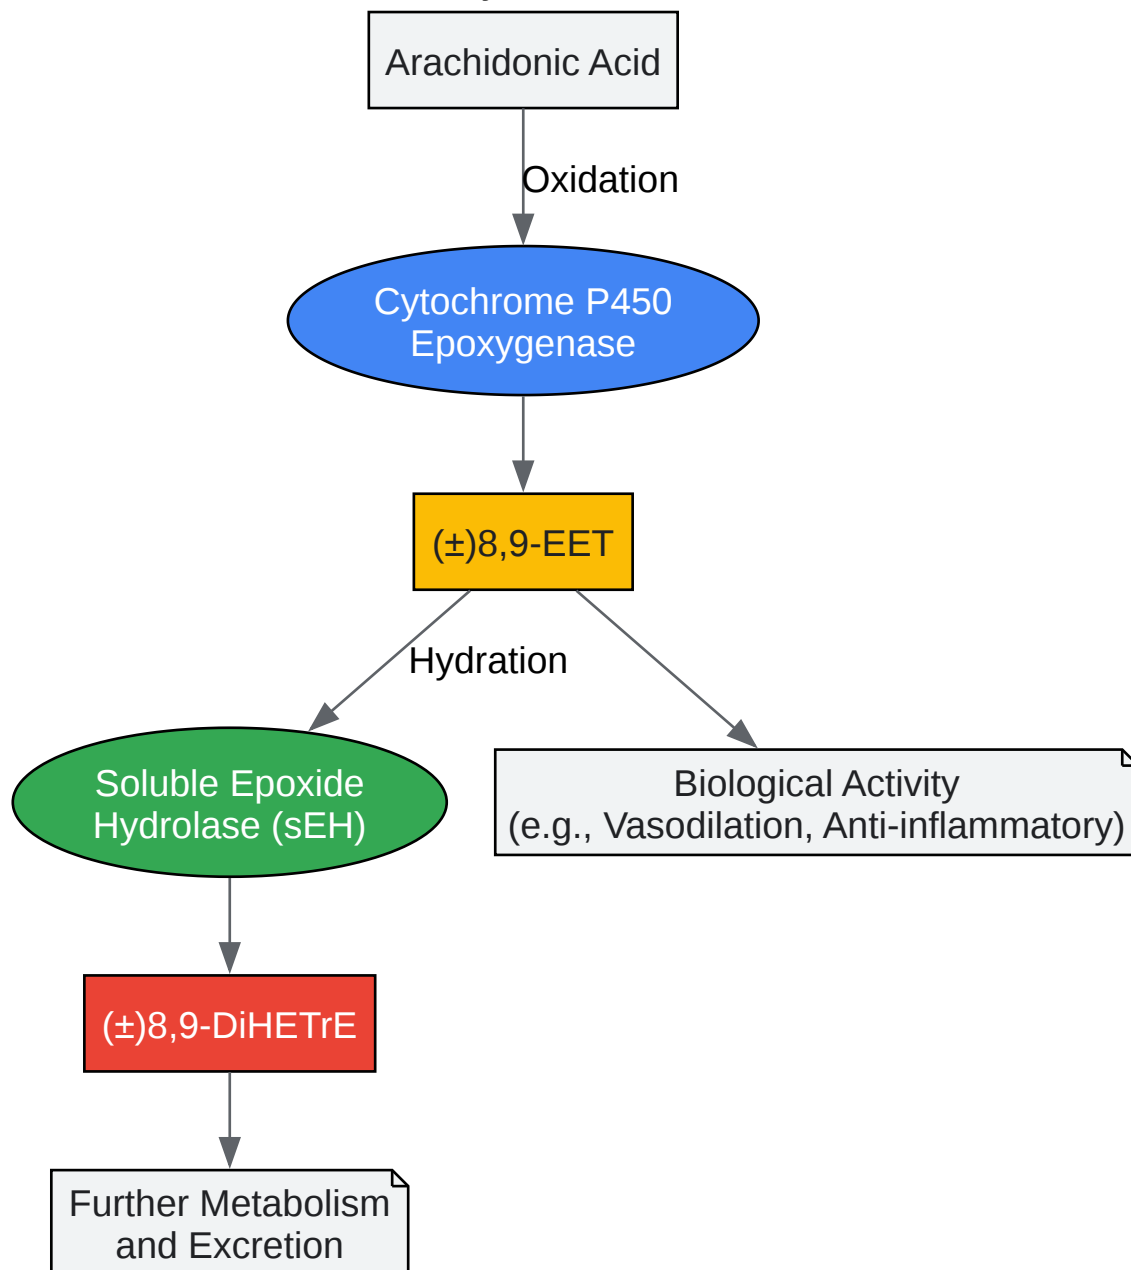 Arachidonic Acid
Oxidation
Cytochrome P450
Epoxygenase
(±)8,9-EET
Hydration
Soluble Epoxide
Hydrolase (sEH)
Biological Activity
(e.g., Vasodilation, Anti-inflammatory)
(±)8,9-DiHETrE
Further Metabolism
and Excretion